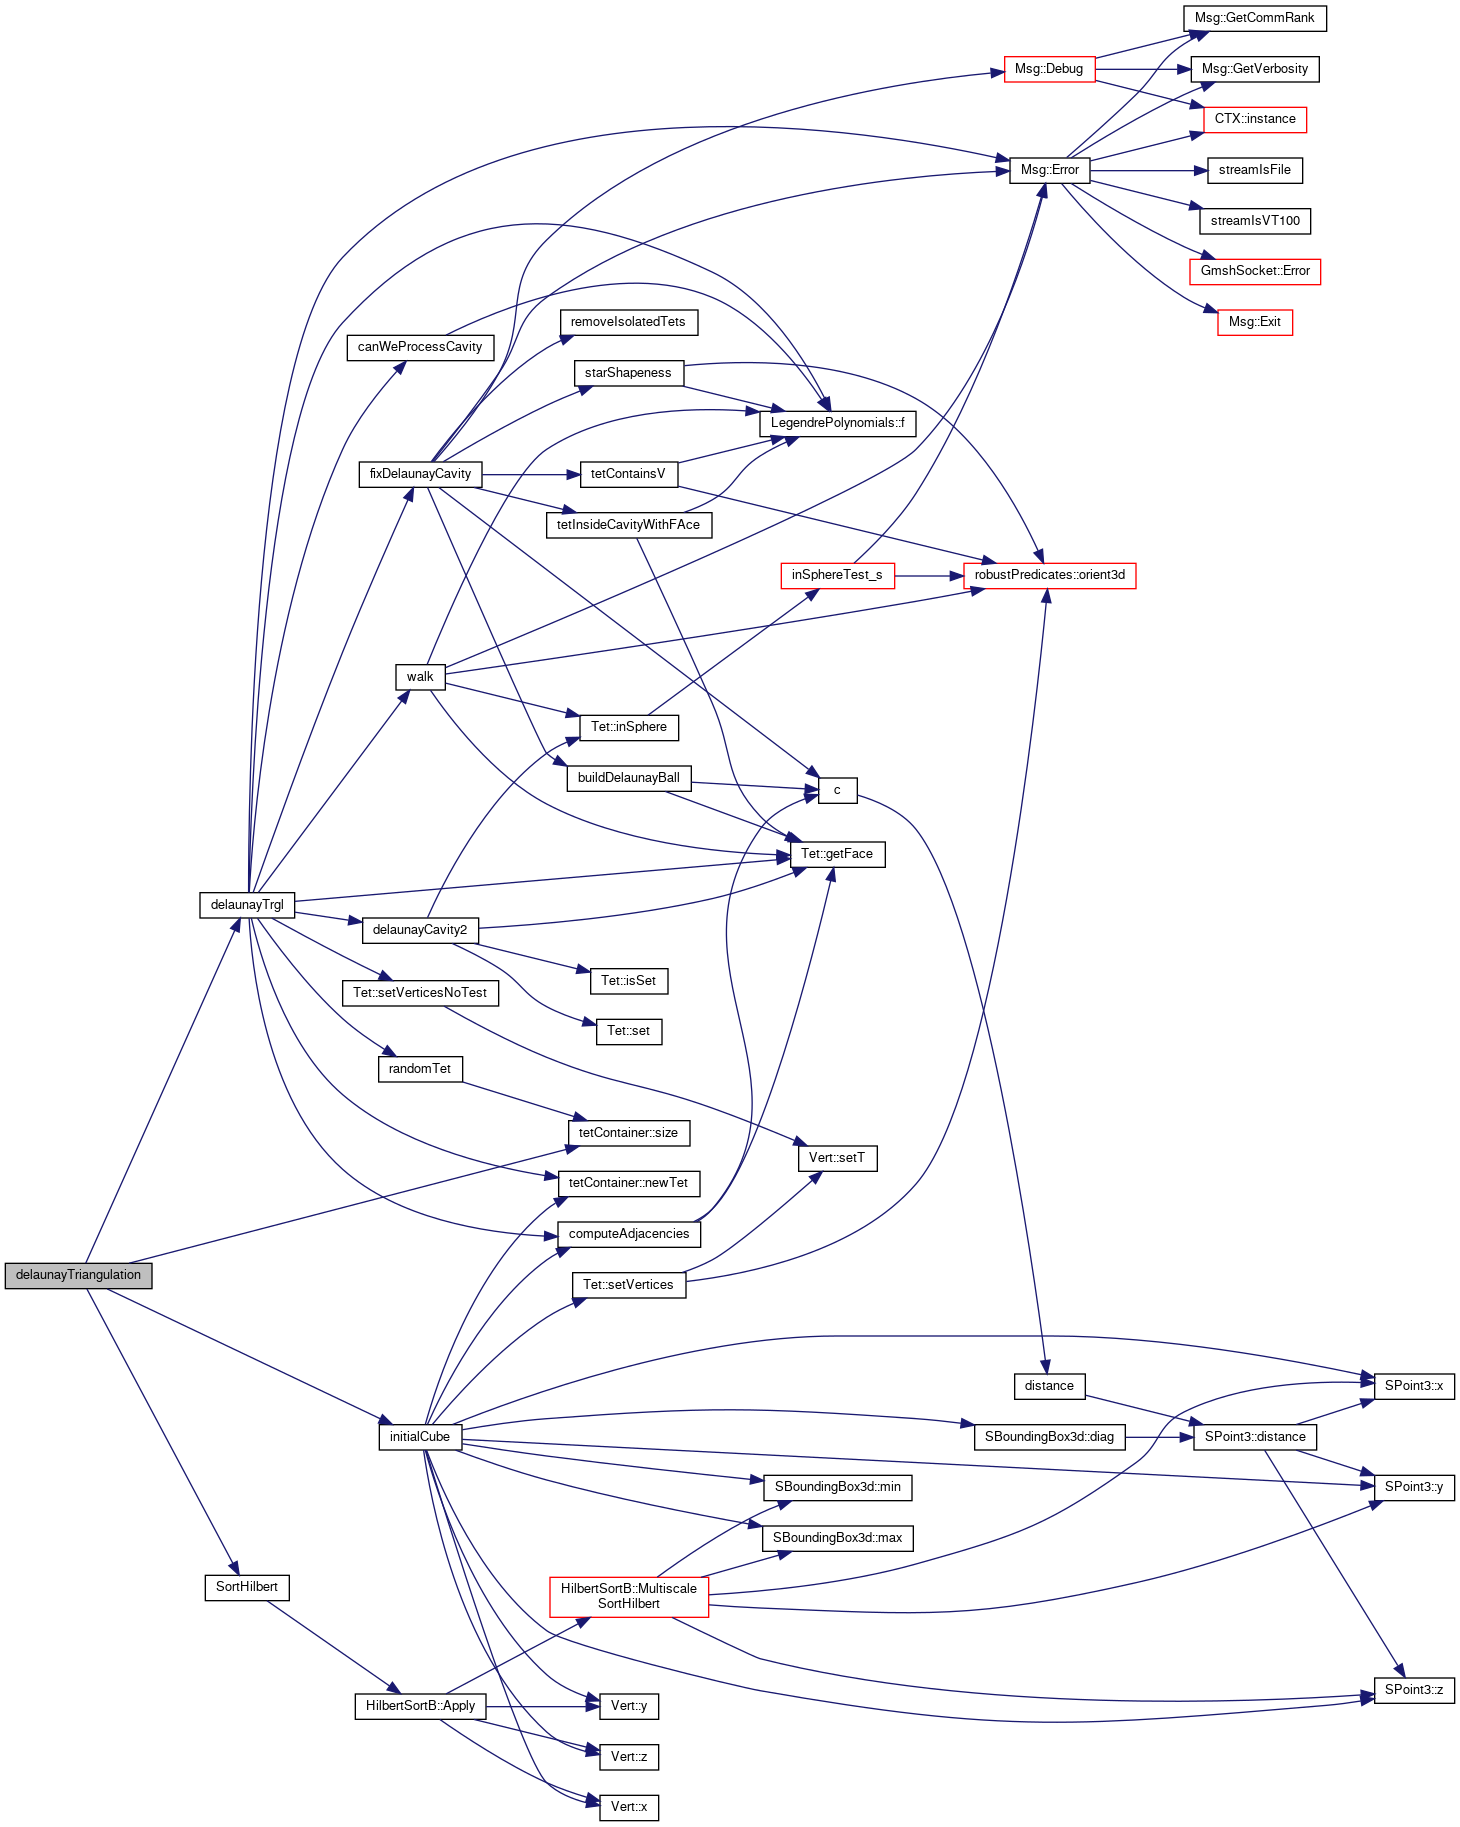 Msg::GetCommRank
Msg::Debug
Msg::GetVerbosity
CTX::instance
Msg::Error
streamIsFile
streamIsVT100
GmshSocket::Error
Msg::Exit
removeIsolatedTets
canWeProcessCavity
starShapeness
LegendrePolynomials::f
fixDelaunayCavity
tetContainsV
tetInsideCavityWithFAce
inSphereTest_s
robustPredicates::orient3d
walk
Tet::inSphere
buildDelaunayBall
c
Tet::getFace
delaunayTrgl
delaunayCavity2
Tet::isSet
Tet::setVerticesNoTest
Tet::set
randomTet
tetContainer::size
Vert::setT
tetContainer::newTet
computeAdjacencies
delaunayTriangulation
Tet::setVertices
distance
SPoint3::x
initialCube
SBoundingBox3d::diag
SPoint3::distance
SBoundingBox3d::min
SPoint3::y
SBoundingBox3d::max
SortHilbert
HilbertSortB::Multiscale
SortHilbert
HilbertSortB::Apply
Vert::y
SPoint3::z
Vert::z
Vert::x